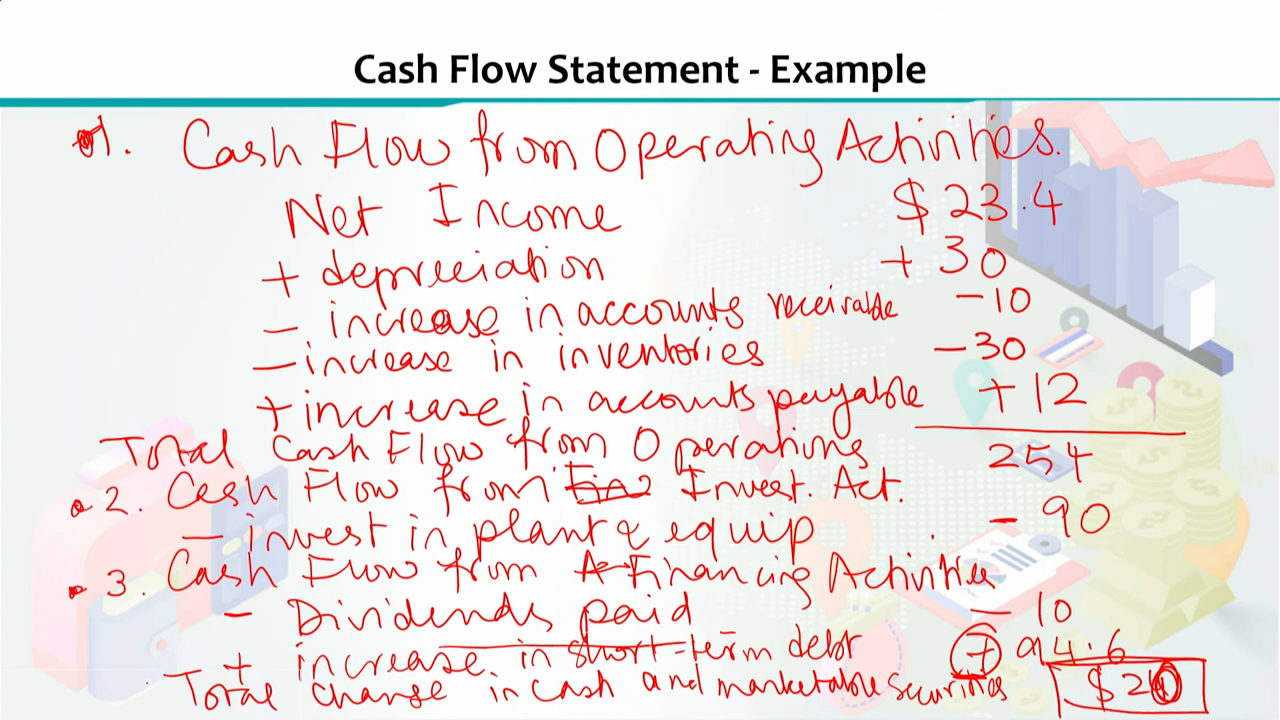 Cash Flow Statement - Example
1. Cash Flow from Operating Activities.
Net Income $23.4
+ depreciation + 30
- increase in accounts receivable - 10
- increase in inventories - 30
+ increase in accounts payable + 12
Total Cash Flow from Operations 254
2. Cash Flow from Invest. Act.
- invest in plant & equip - 90
3. Cash Flow from Financing Activities
- Dividends paid - 10
+ increase in short-term debt + 94.6
Total change in cash and marketable securities $20